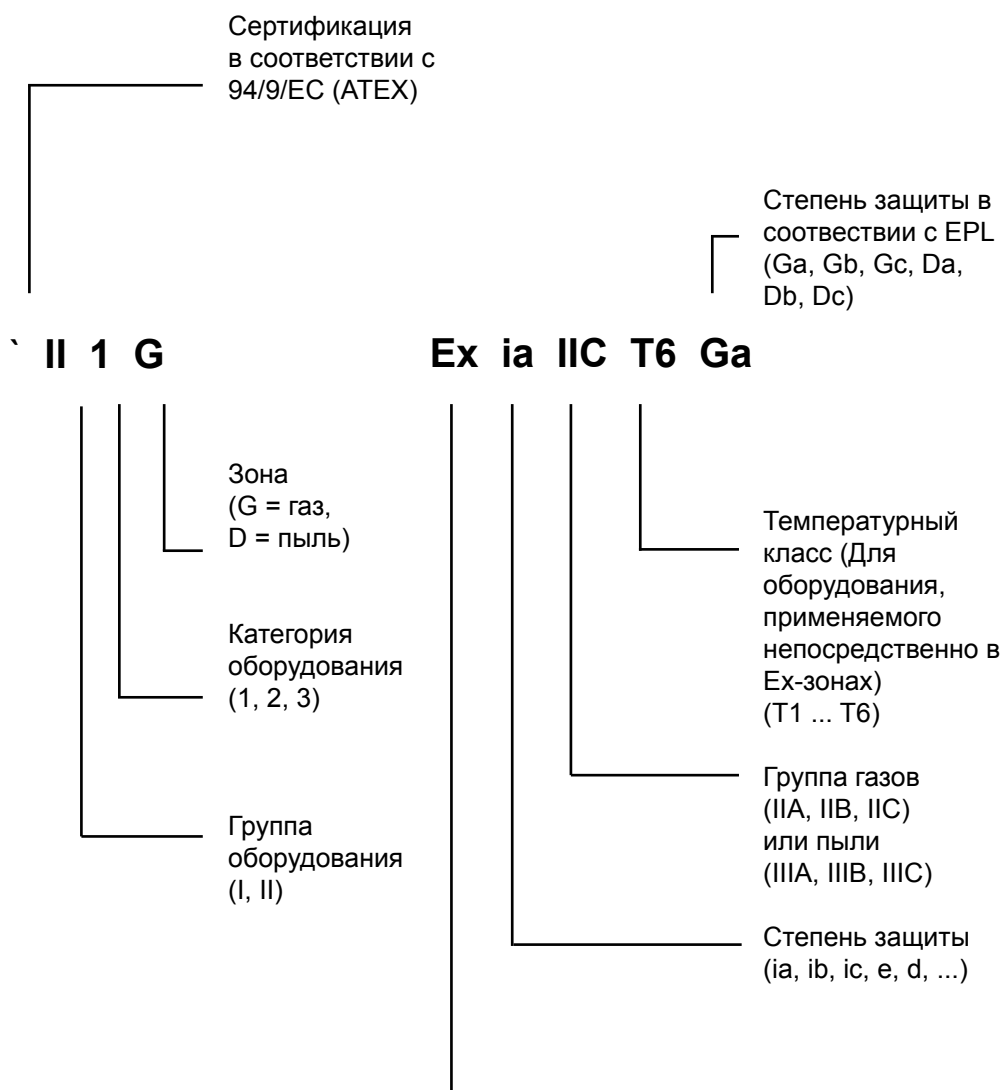 Сертификация
в соответствии с
94/9/EC (ATEX)
Степень защиты в
соотвествии с EPL
(Ga, Gb, Gc, Da,
Db, Dc)
` II 1 G Ex ia IIC T6 Ga
Зона
(G = газ,
D = пыль)
Категория
оборудования
(1, 2, 3)
Группа
оборудования
(I, II)
Температурный
класс (Для
оборудования,
применяемого
непосредственно в
Ex-зонах)
(T1 ... T6)
Группа газов
(IIA, IIB, IIC)
или пыли
(IIIA, IIIB, IIIC)
Степень защиты
(ia, ib, ic, e, d, ...)